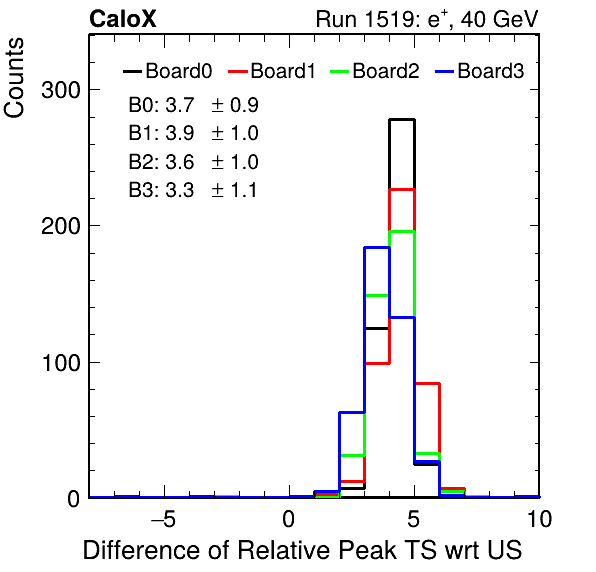 CaloX Run 1519: e⁺, 40 GeV
Counts
Board0 Board1 Board2 Board3
B0: 3.7 ± 0.9
B1: 3.9 ± 1.0
B2: 3.6 ± 1.0
B3: 3.3 ± 1.1
300
200
100
0
−5 0 5 10
Difference of Relative Peak TS wrt US